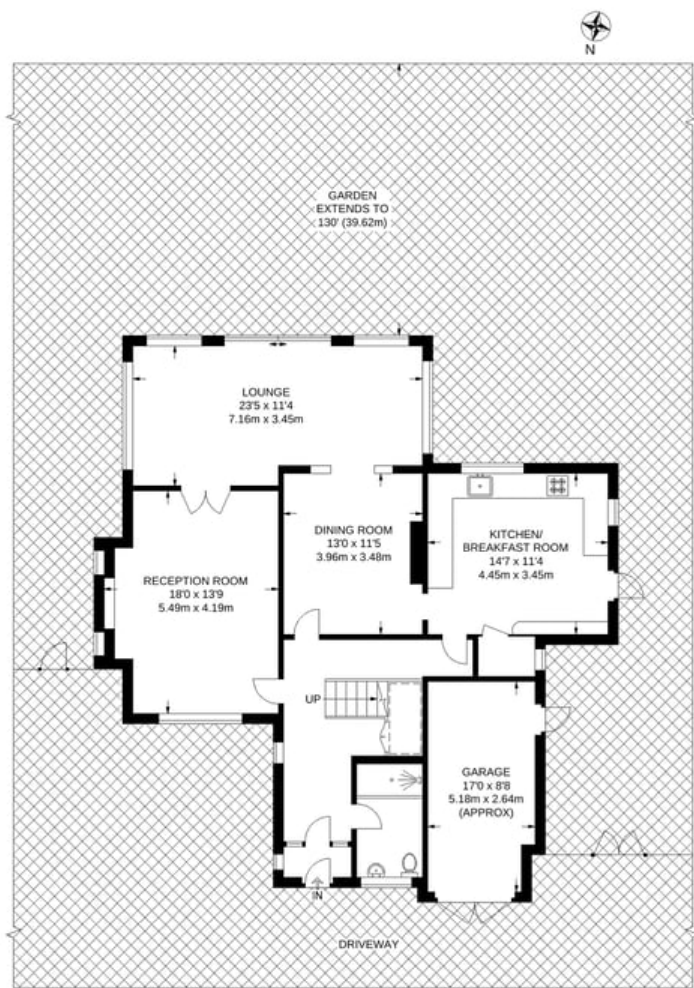 N
GARDEN
EXTENDS TO
130' (39.62m)
LOUNGE
23'5 x 11'4
7.16m x 3.45m
DINING ROOM
13'0 x 11'5
3.96m x 3.48m
KITCHEN/
BREAKFAST ROOM
14'7 x 11'4
4.45m x 3.45m
RECEPTION ROOM
18'0 x 13'9
5.49m x 4.19m
UP
GARAGE
17'0 x 8'8
5.18m x 2.64m
(APPROX)
IN
DRIVEWAY